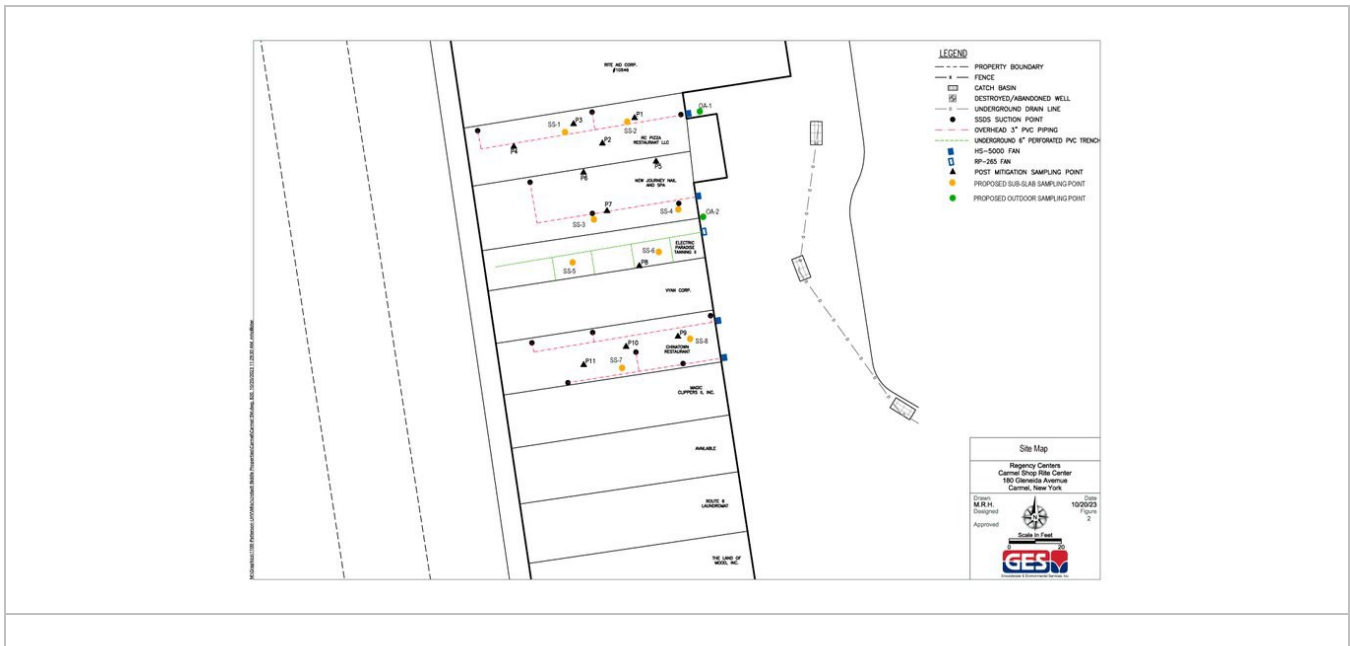 LEGEND
PROPERTY BOUNDARY
FENCE
CATCH BASIN
DESTROYED/ABANDONED WELL
UNDERGROUND DRAIN LINE
SSDS SUCTION POINT
OVERHEAD 3" PVC PIPING
UNDERGROUND 6" PERFORATED PVC TRENCH
HS-5000 FAN
RP-265 FAN
POST MITIGATION SAMPLING POINT
PROPOSED SUB-SLAB SAMPLING POINT
PROPOSED OUTDOOR SAMPLING POINT
RITE AID CORP.
#10546
OA-1
P1
P3
SS-1
SS-2
P4
P2
KC PIZZA
RESTAURANT LLC
P5
P6
NEW JOURNEY NAIL
AND SPA
P7
SS-4
SS-3
OA-2
ELECTRIC
PARADISE
TANNING II
SS-6
SS-5
P8
VYAN CORP.
P9
P10
SS-8
CHINATOWN
RESTAURANT
P11
SS-7
MAGIC
CLIPPERS II, INC.
AVAILABLE
ROUTE 6
LAUNDROMAT
THE LAND OF
MODEL, INC.
Site Map
Regency Centers
Carmel Shop Rite Center
180 Gleneida Avenue
Carmel, New York
Drawn
M.R.H.
Designed
Approved
Date
10/20/23
Figure
2
N
Scale In Feet
0 20
GES
Groundwater & Environmental Services, Inc.